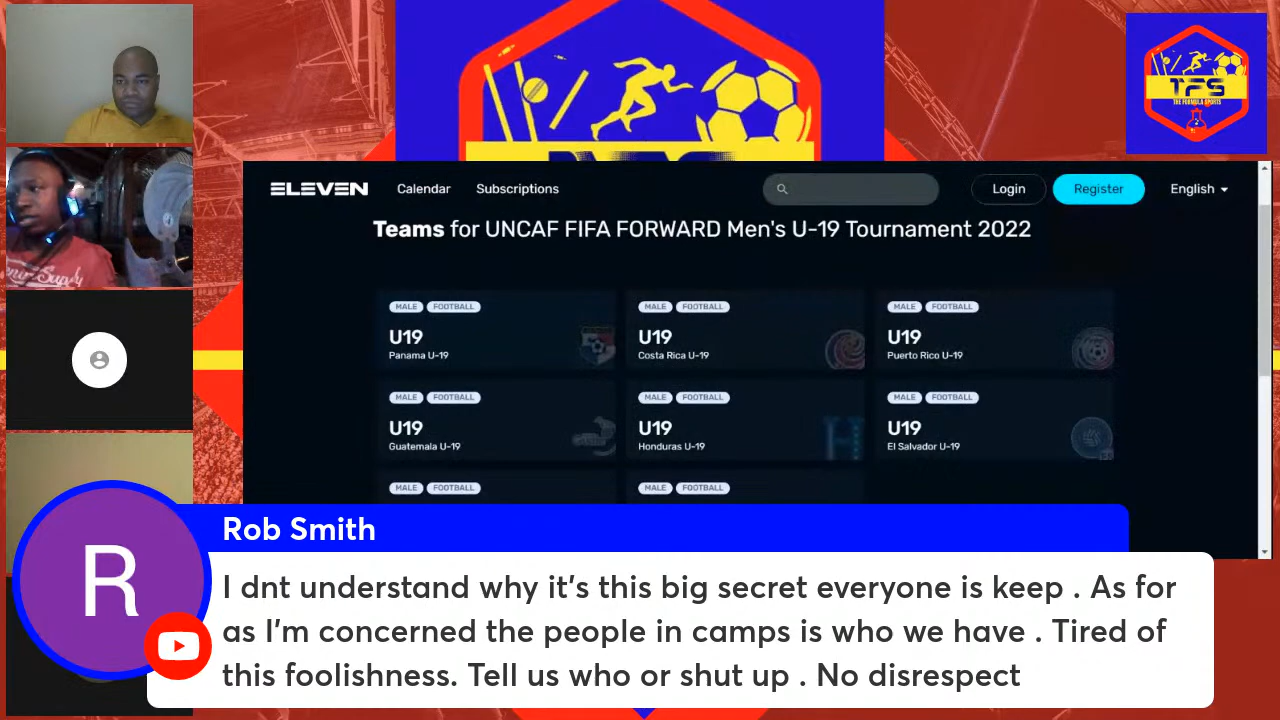 TFS
THE FORMULA SPORTS
ELEVEN
Calendar
Subscriptions
Login
Register
English
Teams for UNCAF FIFA FORWARD Men's U-19 Tournament 2022
MALE FOOTBALL
U19
Panama U-19
MALE FOOTBALL
U19
Costa Rica U-19
MALE FOOTBALL
U19
Puerto Rico U-19
MALE FOOTBALL
U19
Guatemala U-19
MALE FOOTBALL
U19
Honduras U-19
MALE FOOTBALL
U19
El Salvador U-19
MALE FOOTBALL
MALE FOOTBALL
R
Rob Smith
I dnt understand why it's this big secret everyone is keep . As for
as I'm concerned the people in camps is who we have . Tired of
this foolishness. Tell us who or shut up . No disrespect